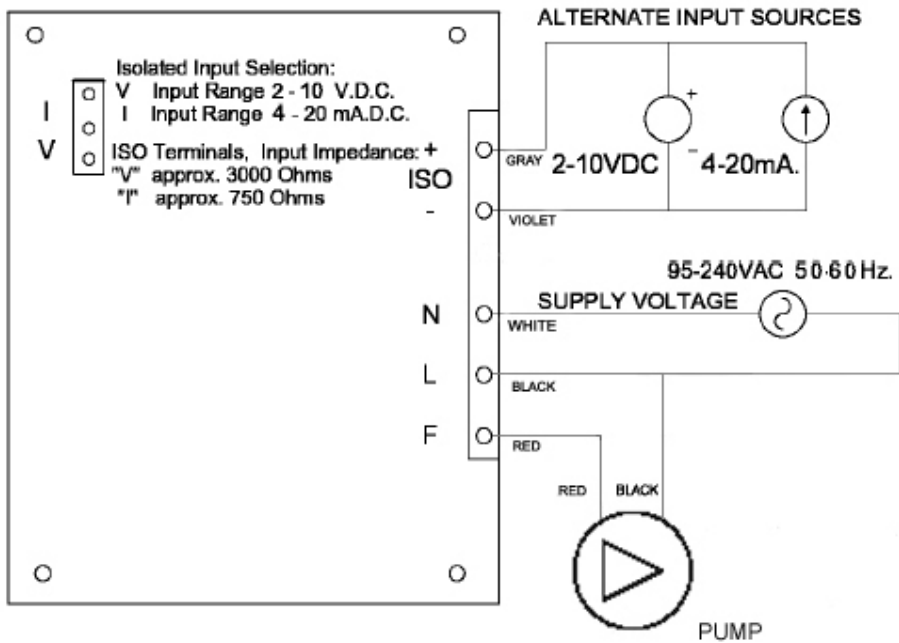 ALTERNATE INPUT SOURCES
Isolated Input Selection:
V Input Range 2 - 10 V.D.C.
I Input Range 4 - 20 mA.D.C.
I
V
ISO Terminals, Input Impedance:
"V" approx. 3000 Ohms
"I" approx. 750 Ohms
+
ISO
-
GRAY
2-10VDC
+
-
4-20mA.
VIOLET
95-240VAC 50-60 Hz.
SUPPLY VOLTAGE
N
WHITE
L
BLACK
F
RED
RED
BLACK
PUMP